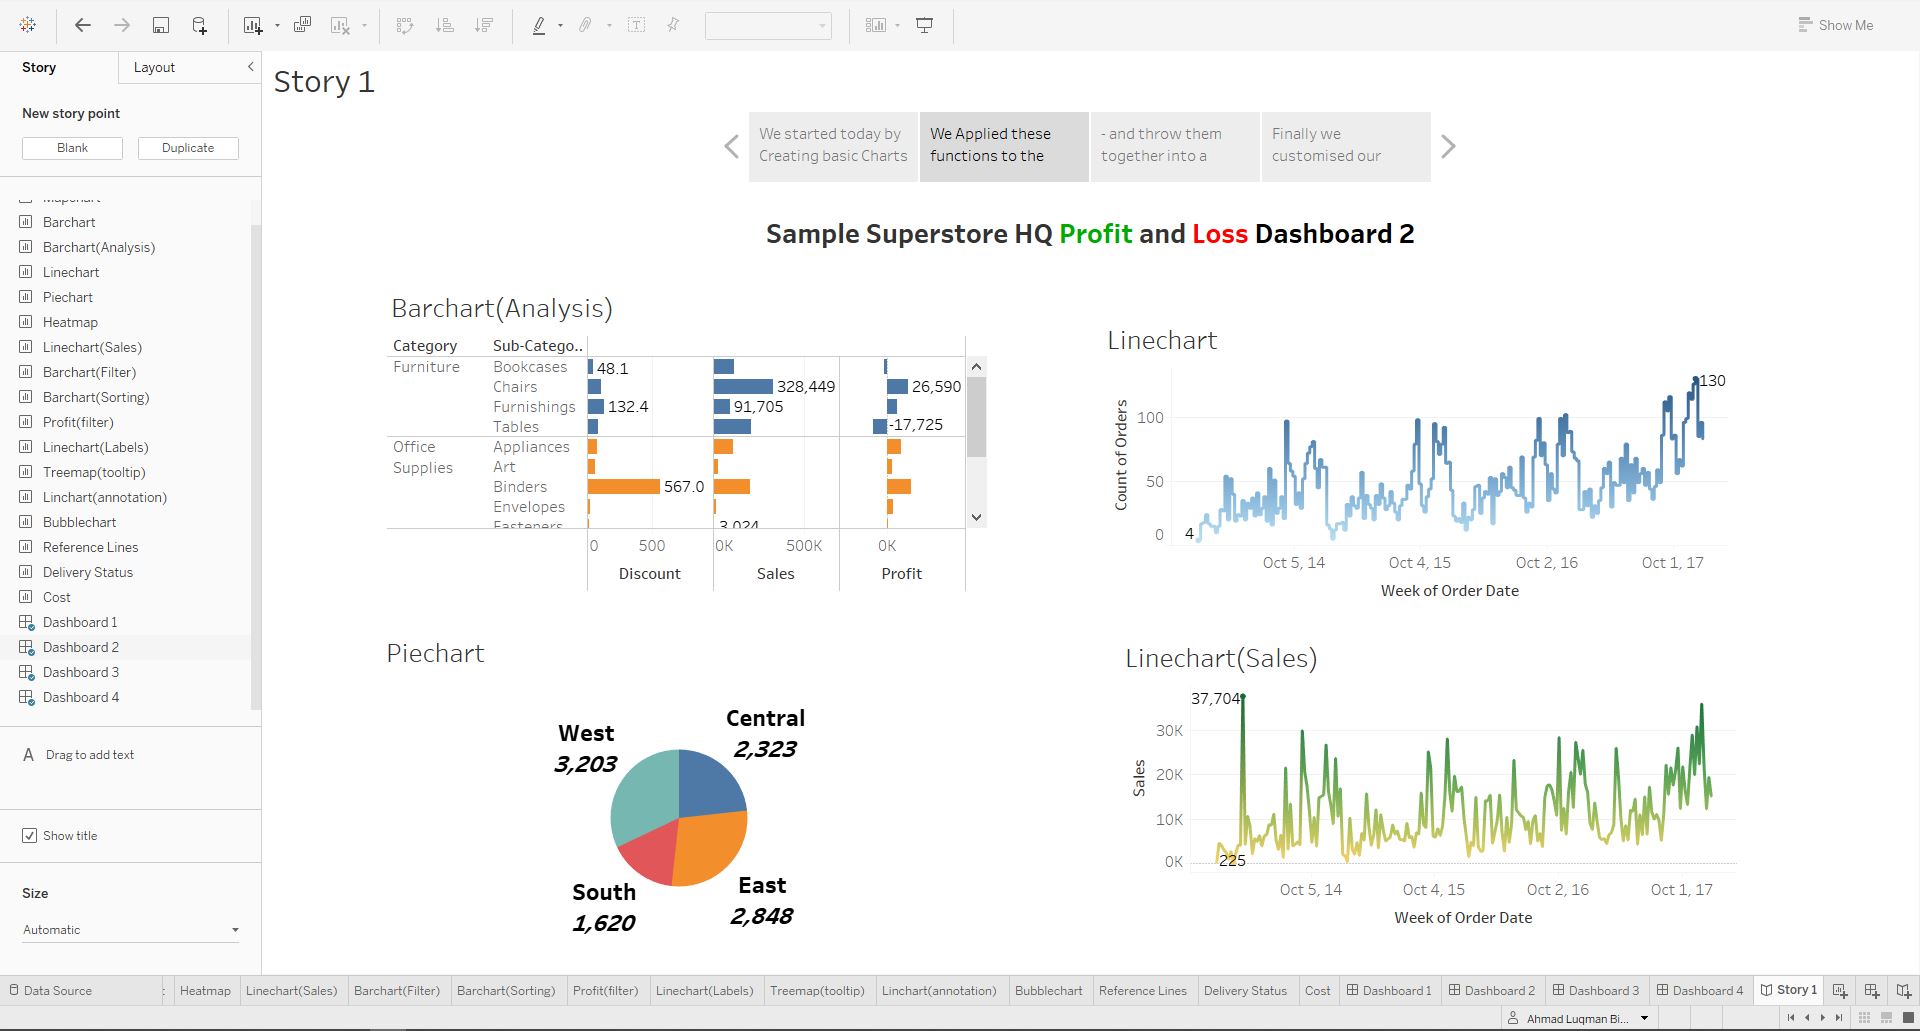 Show Me
Story
Layout
New story point
Blank
Duplicate
Barchart
Barchart(Analysis)
Linechart
Piechart
Heatmap
Linechart(Sales)
Barchart(Filter)
Barchart(Sorting)
Profit(filter)
Linechart(Labels)
Treemap(tooltip)
Linchart(annotation)
Bubblechart
Reference Lines
Delivery Status
Cost
Dashboard 1
Dashboard 2
Dashboard 3
Dashboard 4
A Drag to add text
Show title
Size
Automatic
Story 1
We started today by
Creating basic Charts
We Applied these
functions to the
- and throw them
together into a
Finally we
customised our
Sample Superstore HQ Profit and Loss Dashboard 2
Barchart(Analysis)
Category Sub-Catego..
Furniture Bookcases 48.1
Chairs 328,449 26,590
Furnishings 132.4 91,705
Tables -17,725
Office Supplies Appliances
Art
Binders 567.0
Envelopes
Fasteners 3,024
0 500 0K 500K 0K
Discount Sales Profit
Linechart
Count of Orders
100
50
0
4
130
Oct 5, 14 Oct 4, 15 Oct 2, 16 Oct 1, 17
Week of Order Date
Piechart
West
3,203
Central
2,323
South
1,620
East
2,848
Linechart(Sales)
Sales
37,704
30K
20K
10K
0K
225
Oct 5, 14 Oct 4, 15 Oct 2, 16 Oct 1, 17
Week of Order Date
Data Source Heatmap Linechart(Sales) Barchart(Filter) Barchart(Sorting) Profit(filter) Linechart(Labels) Treemap(tooltip) Linchart(annotation) Bubblechart Reference Lines Delivery Status Cost Dashboard 1 Dashboard 2 Dashboard 3 Dashboard 4 Story 1
Ahmad Luqman Bi...